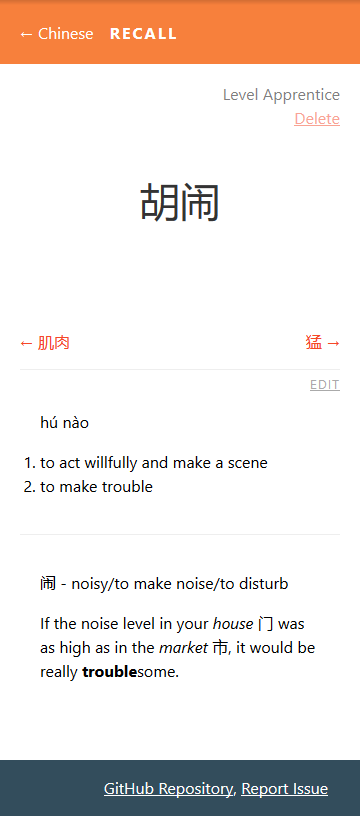 ← Chinese RECALL
Level Apprentice
Delete
胡闹
← 肌肉 猛 →
EDIT
hú nào
1. to act willfully and make a scene
2. to make trouble
闹 - noisy/to make noise/to disturb
If the noise level in your house 门 was
as high as in the market 市, it would be
really troublesome.
GitHub Repository, Report Issue